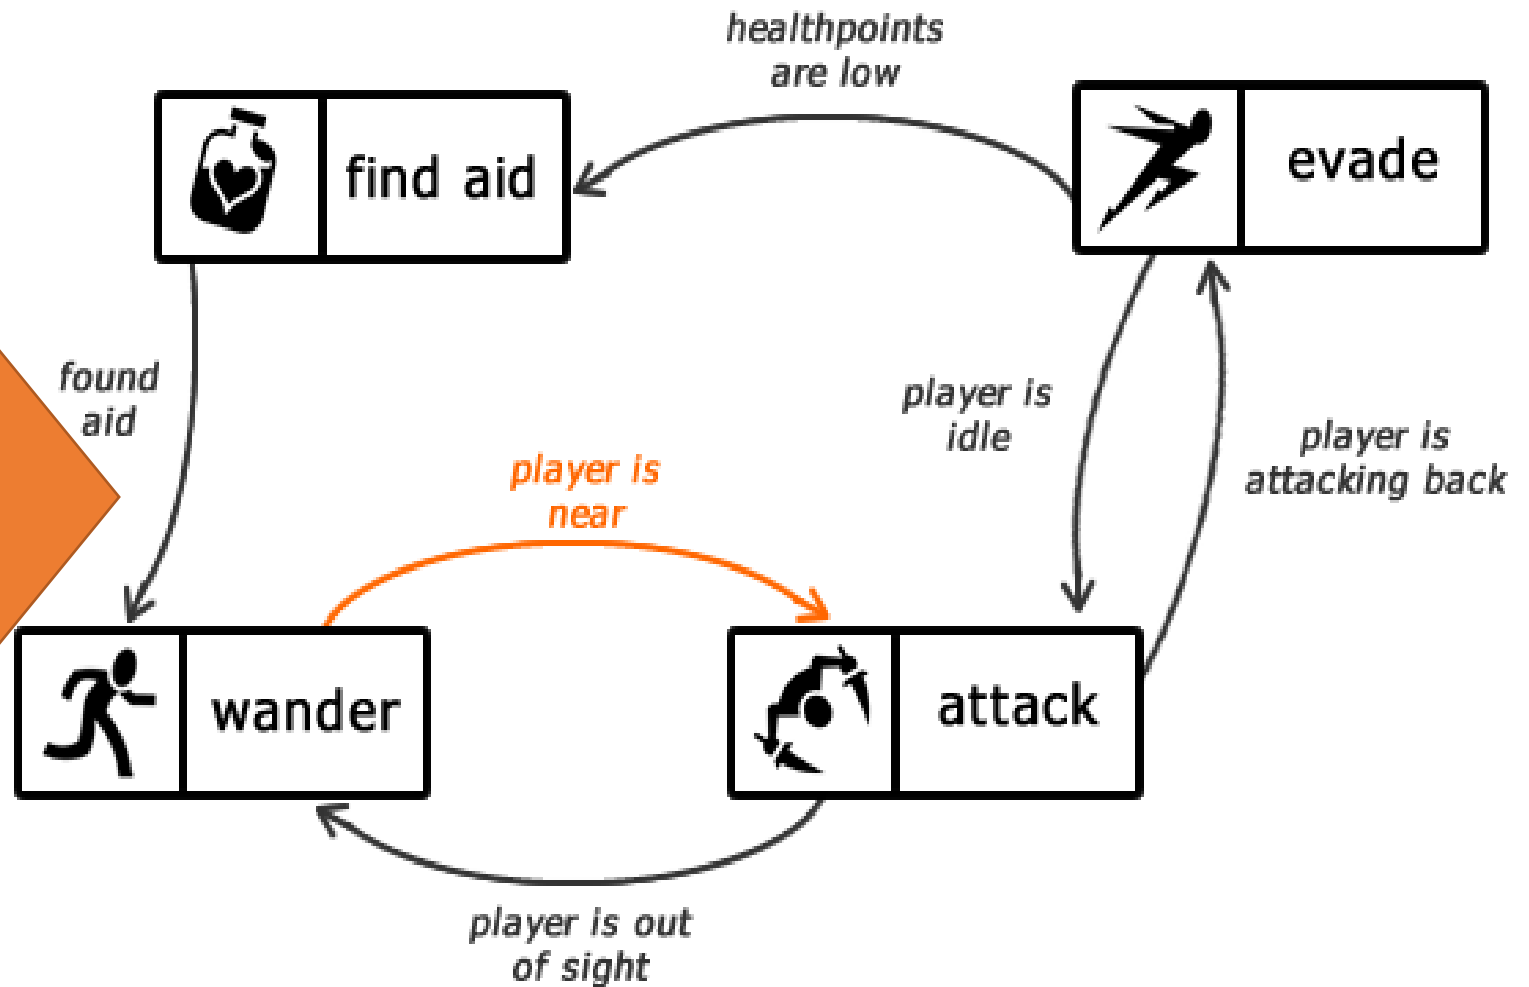 healthpoints
are low
find aid
evade
found
aid
player is
idle
player is
attacking back
player is
near
wander
attack
player is out
of sight